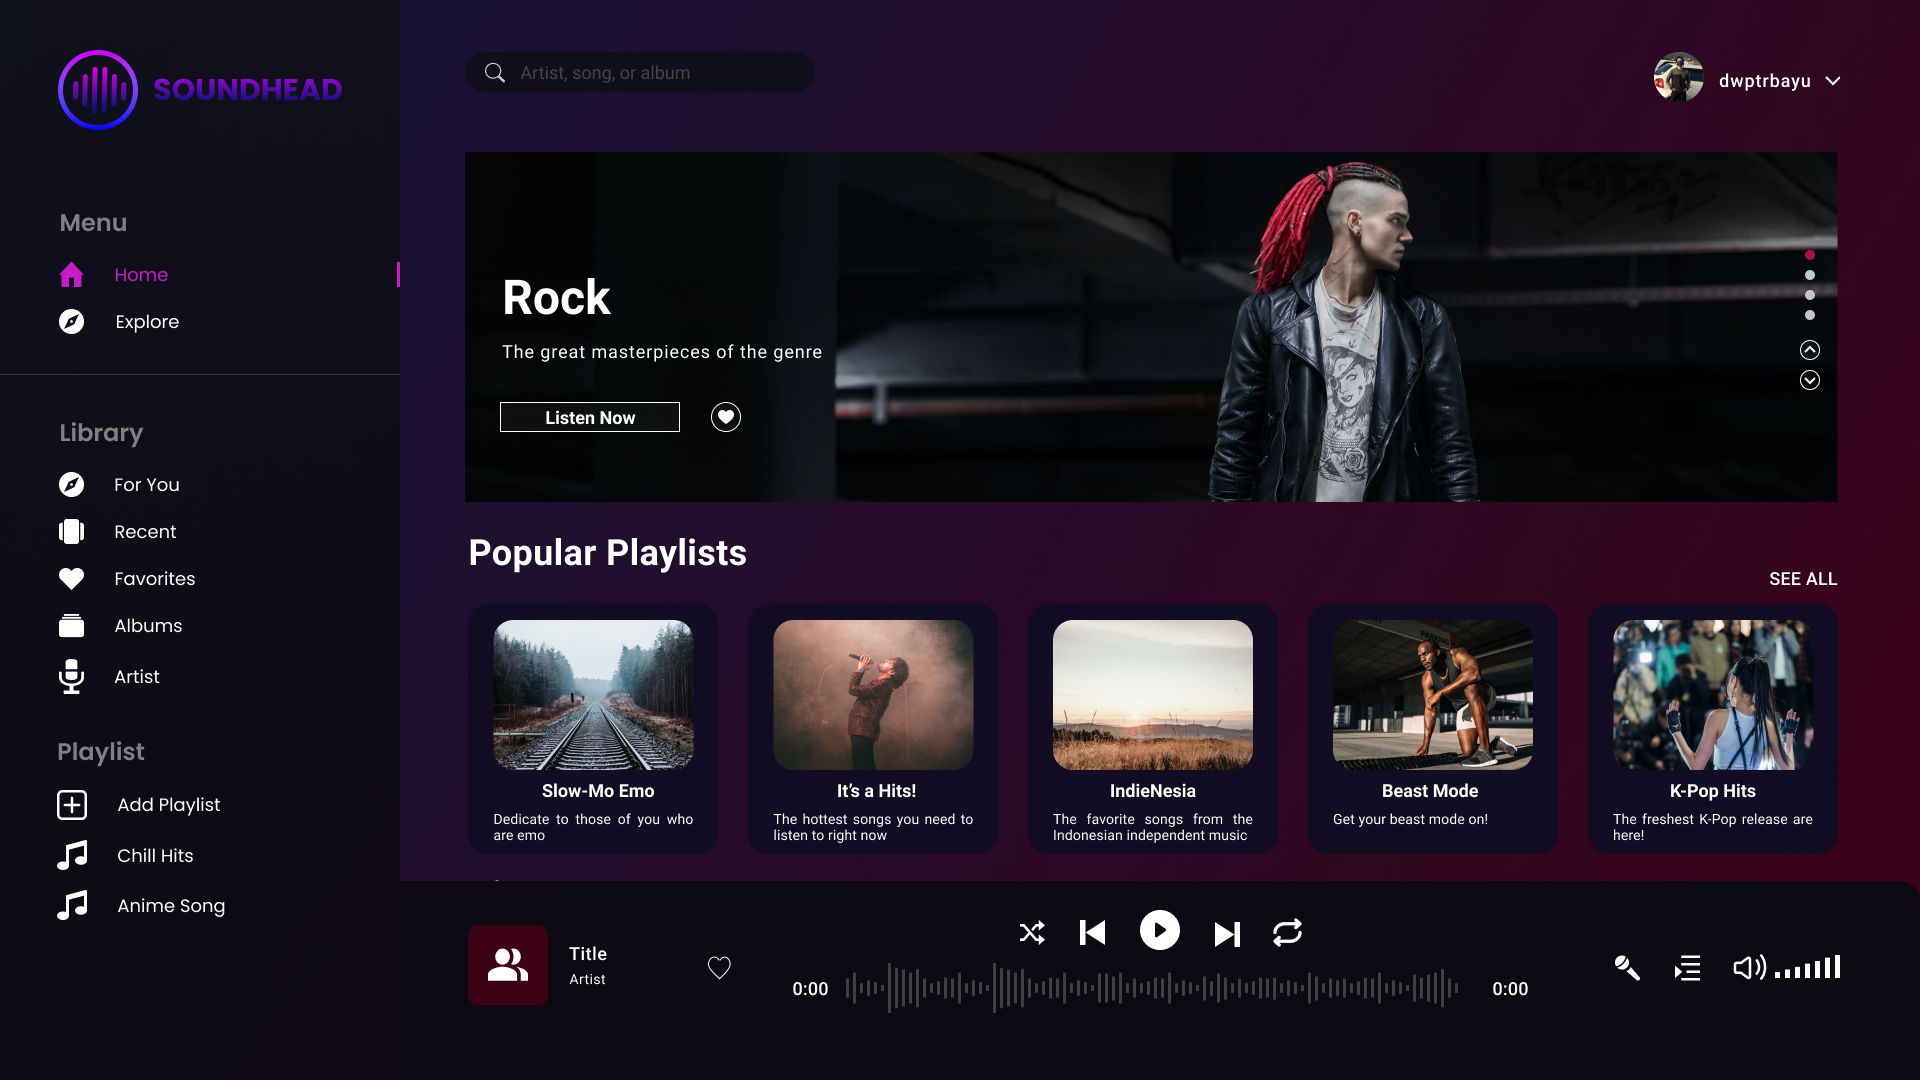 SOUNDHEAD
Artist, song, or album
dwptrbayu
Menu
Home
Explore
Library
For You
Recent
Favorites
Albums
Artist
Playlist
Add Playlist
Chill Hits
Anime Song
Rock
The great masterpieces of the genre
Listen Now
Popular Playlists
SEE ALL
PARKING
Slow-Mo Emo
Dedicate to those of you who
are emo
It’s a Hits!
The hottest songs you need to
listen to right now
IndieNesia
The favorite songs from the
Indonesian independent music
Beast Mode
Get your beast mode on!
K-Pop Hits
The freshest K-Pop release are
here!
Title
Artist
0:00
0:00